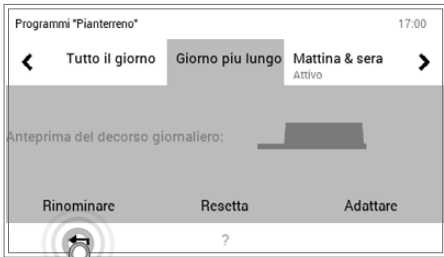 Programmi "Pianterreno" 17:00
Tutto il giorno Giorno piu lungo Mattina & sera
Attivo
Anteprima del decorso giornaliero:
Rinominare Resetta Adattare
?